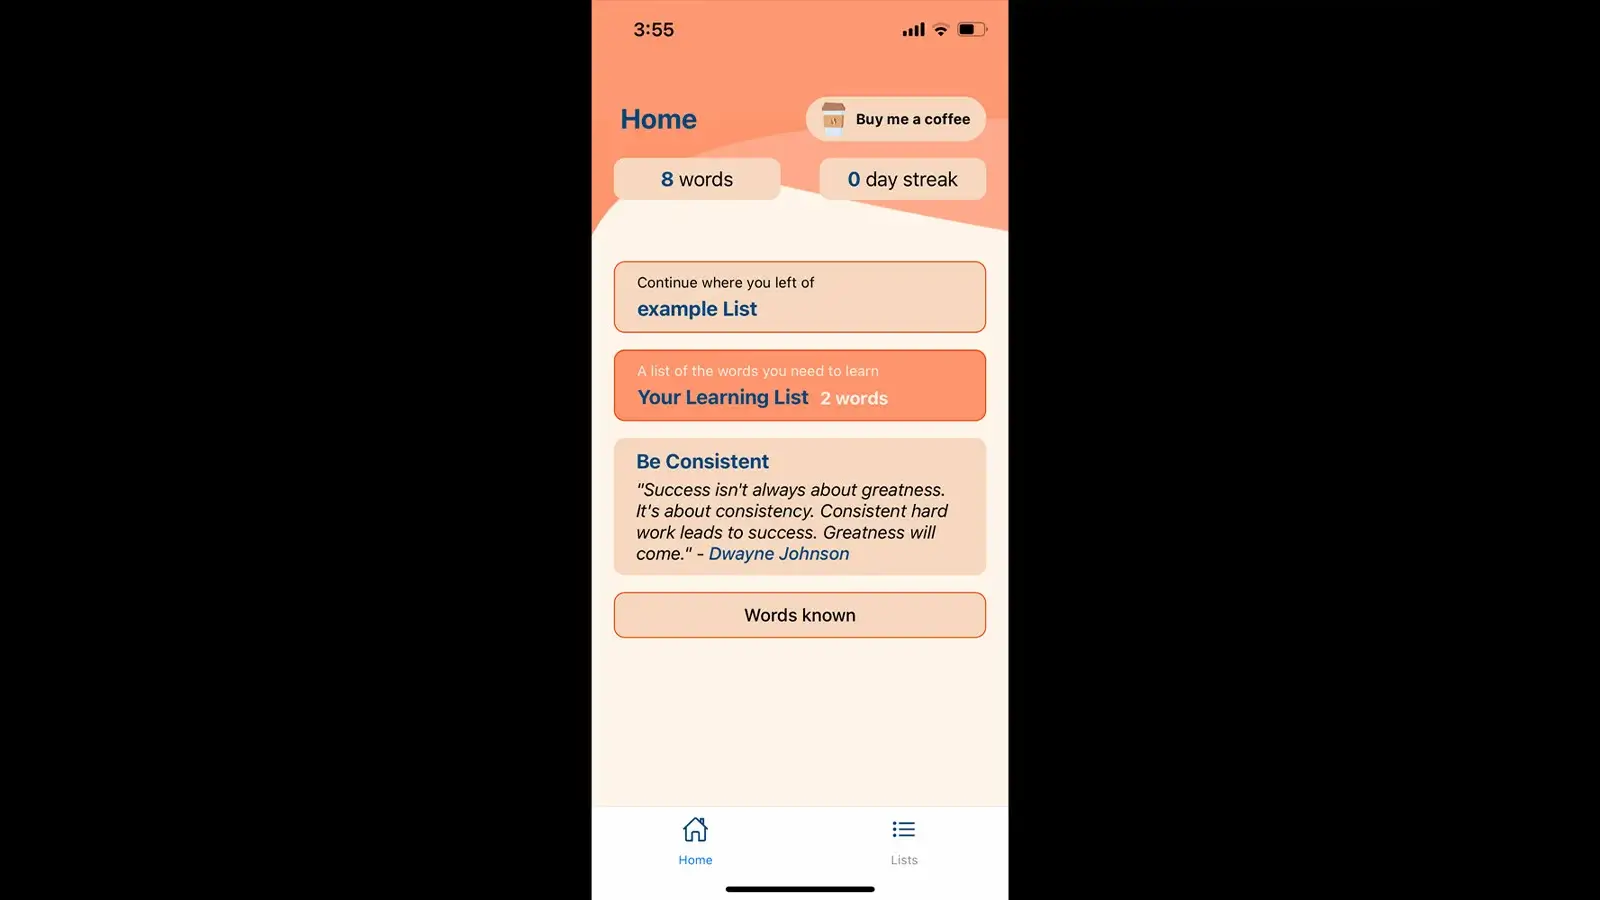 3:55
Home
Buy me a coffee
8 words
0 day streak
Continue where you left of
example List
A list of the words you need to learn
Your Learning List 2 words
Be Consistent
"Success isn't always about greatness.
It's about consistency. Consistent hard
work leads to success. Greatness will
come." - Dwayne Johnson
Words known
Home
Lists